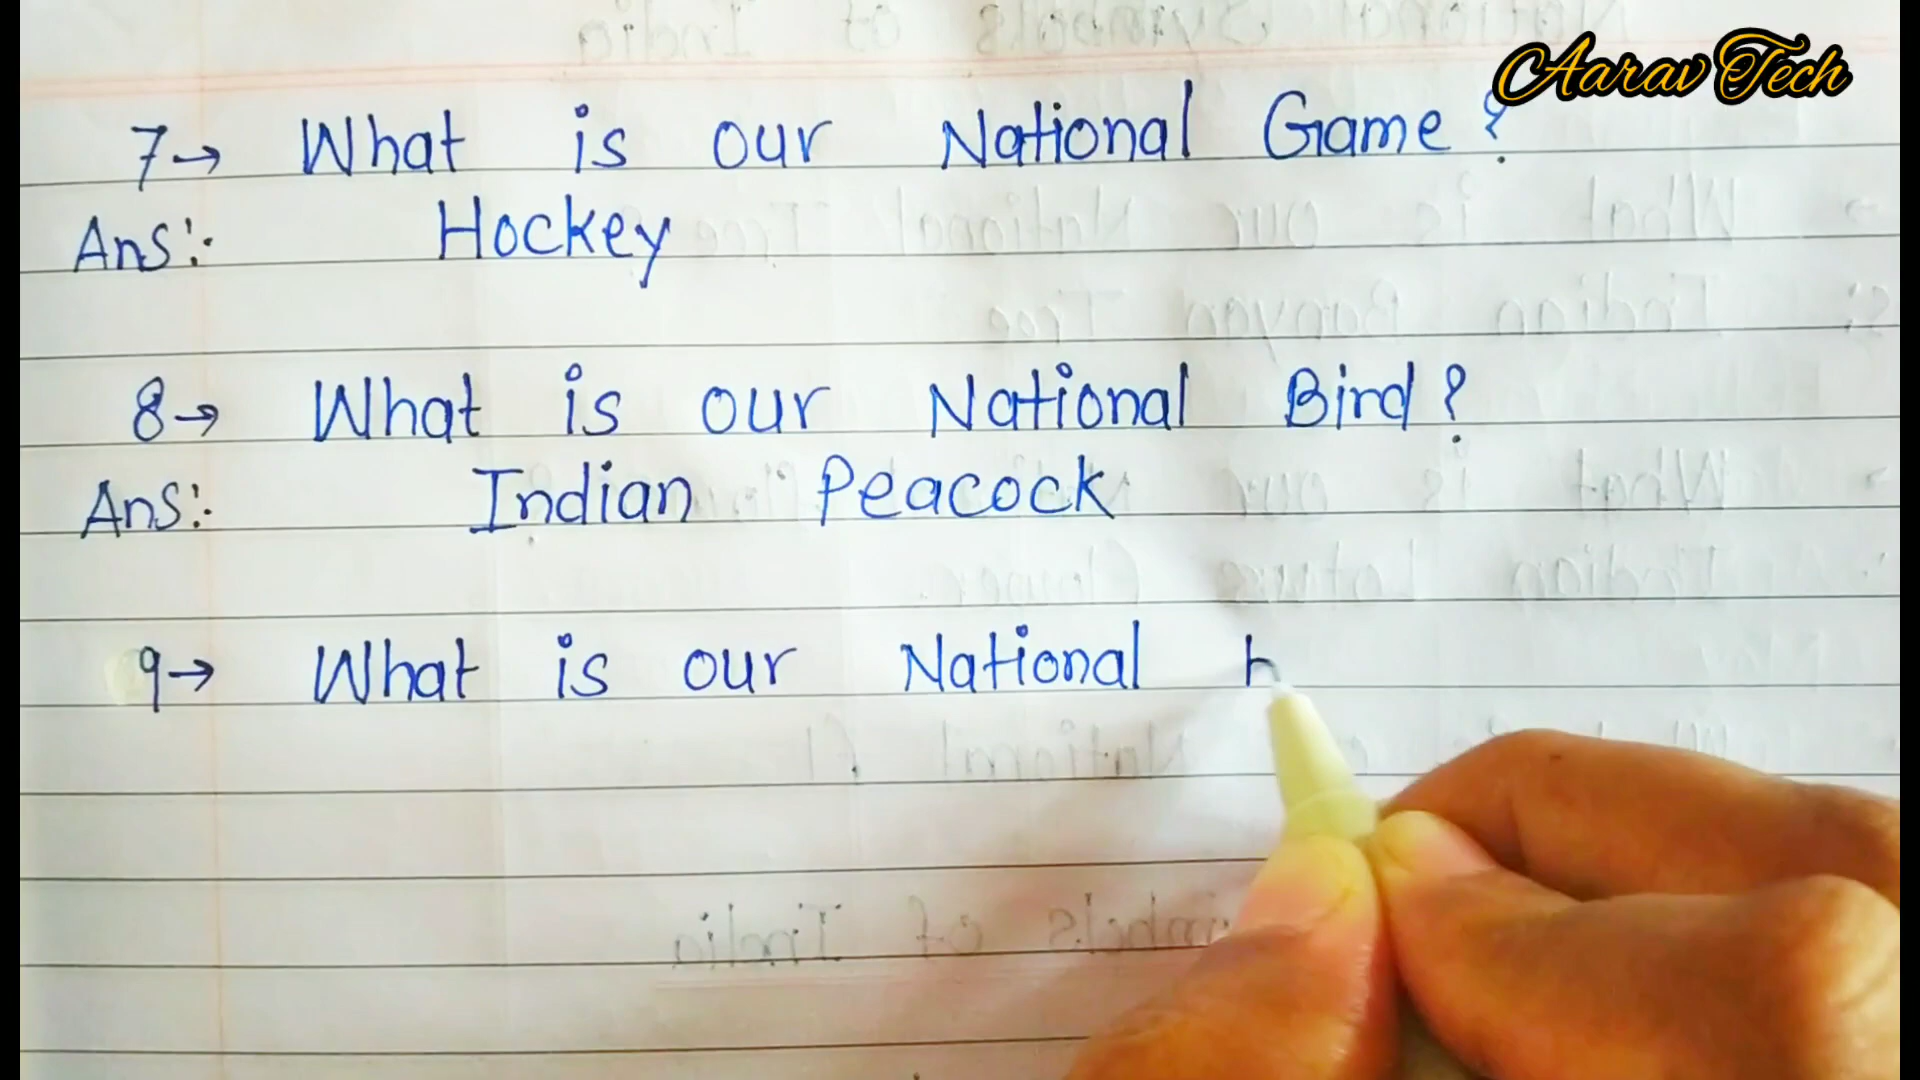 Aarav Tech
7→ What is our National Game?
Ans: Hockey
8→ What is our National Bird?
Ans: Indian Peacock
9→ What is our National